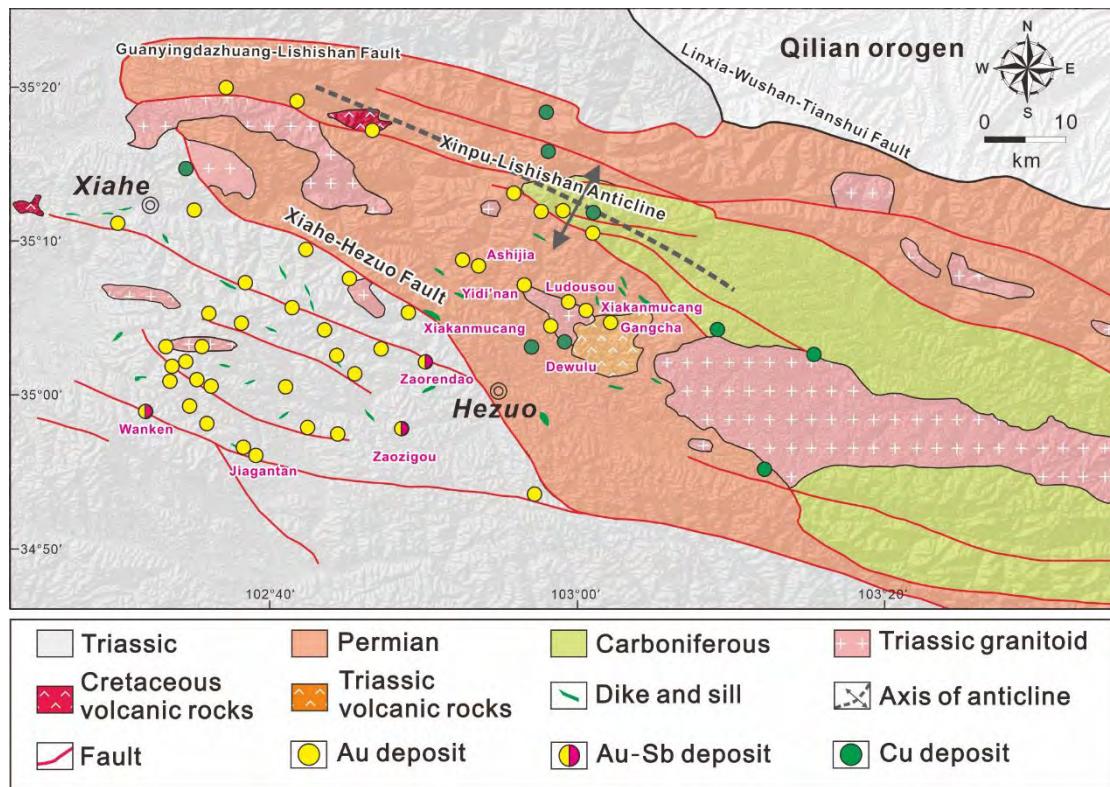 Guanyingdazhuang-Lishishan Fault
Qilian orogen
Linxia-Wushan-Tianshui Fault
N
W
E
S
0
10
km
35°20′
Xinpu-Lishishan Anticline
Xiahe
Xiahe-Hezuo Fault
35°10′
Ashijia
Yidi'nan
Ludousou
Xiakanmucang
Xiakanmucang
Gangcha
Dewulu
Zaorendao
35°00′
Hezuo
Wanken
Zaozigou
Jiagantan
34°50′
102°40′
103°00′
103°20′
Triassic
Permian
Carboniferous
Triassic granitoid
Cretaceous
volcanic rocks
Triassic
volcanic rocks
Dike and sill
Axis of anticline
Fault
Au deposit
Au-Sb deposit
Cu deposit